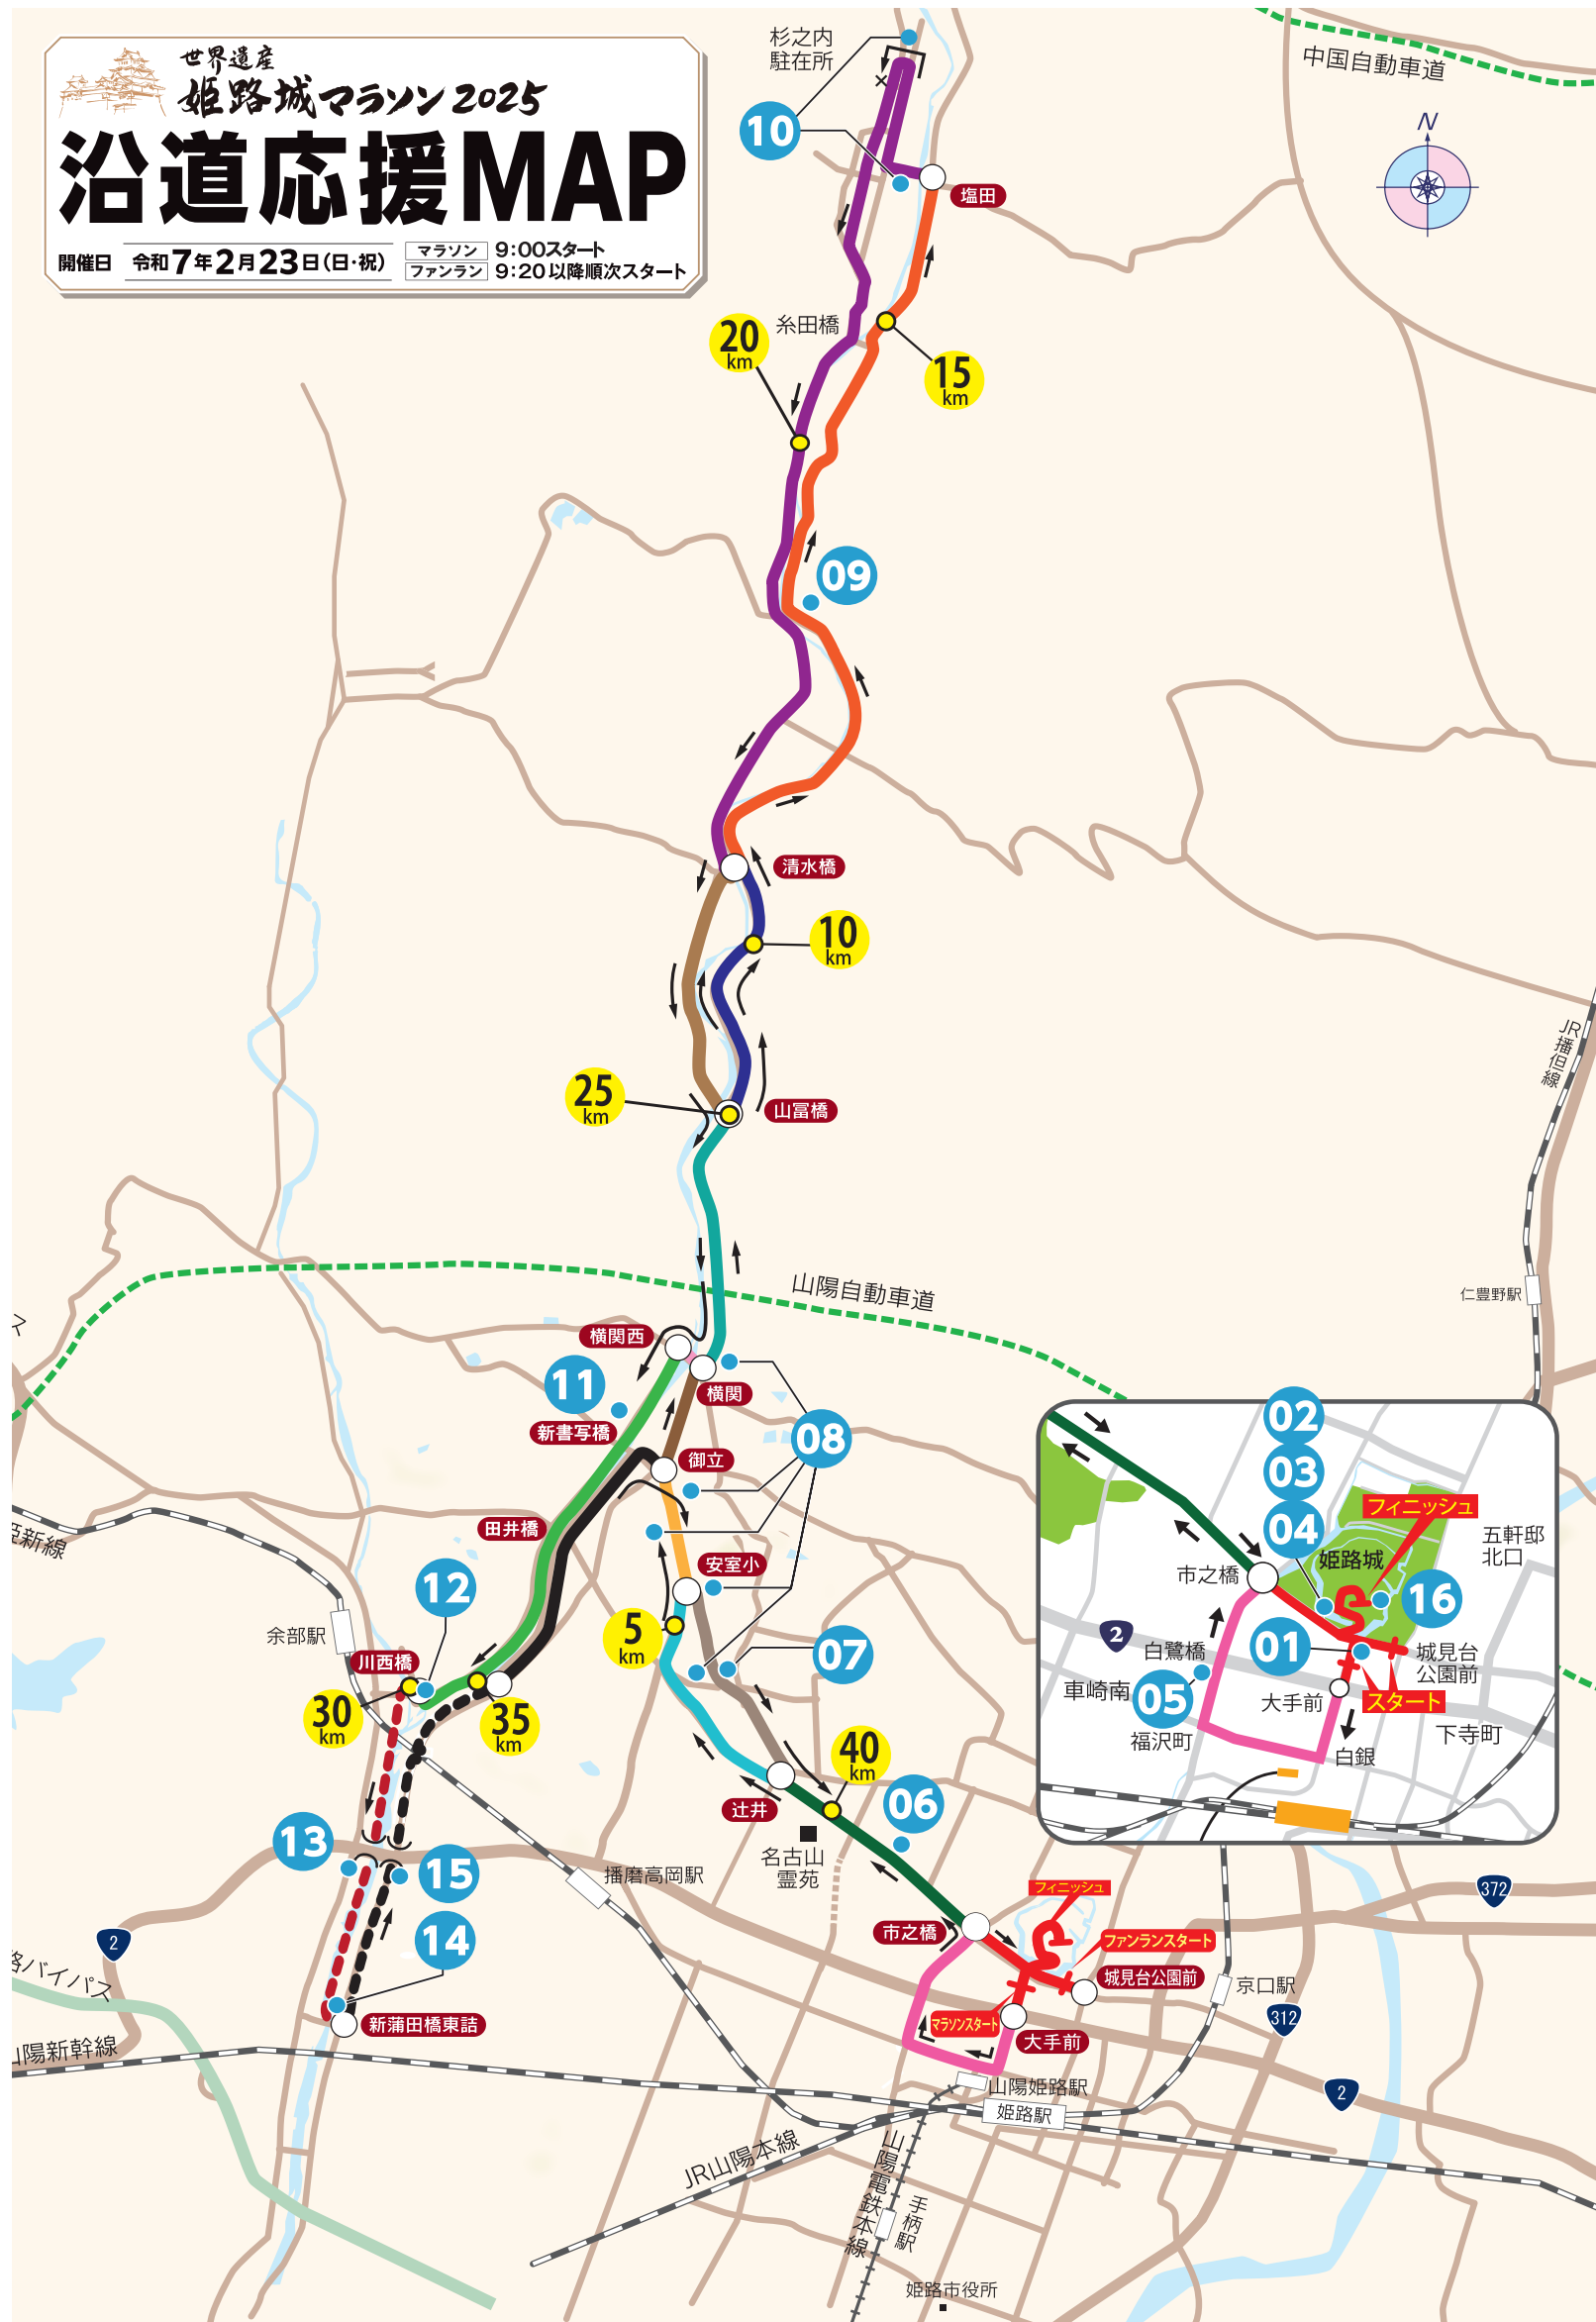 世界遺産
姫路城マラソン2025
沿道応援MAP
開催日 令和7年2月23日(日・祝)
マラソン 9:00スタート
ファンラン 9:20以降順次スタート
杉之内
駐在所
10
塩田
中国自動車道
N
糸田橋
20
km
15
km
09
清水橋
10
km
25
km
山冨橋
JR播但線
仁豊野駅
山陽自動車道
ス
横関西
11
横関
新書写橋
08
御立
田井橋
安室小
姫新線
12
5
km
07
余部駅
川西橋
30
km
35
km
40
km
辻井
06
名古山
霊苑
13
15
14
播磨高岡駅
2
路バイパス
山陽新幹線
新蒲田橋東詰
市之橋
フィニッシュ
ファンランスタート
城見台公園前
マラソンスタート
大手前
京口駅
372
312
2
山陽姫路駅
姫路駅
JR山陽本線
山陽電鉄本線
手柄駅
姫路市役所
02
03
04
フィニッシュ
五軒邸
北口
姫路城
市之橋
16
01
2
白鷺橋
城見台
公園前
車崎南
05
大手前
スタート
福沢町
下寺町
白銀